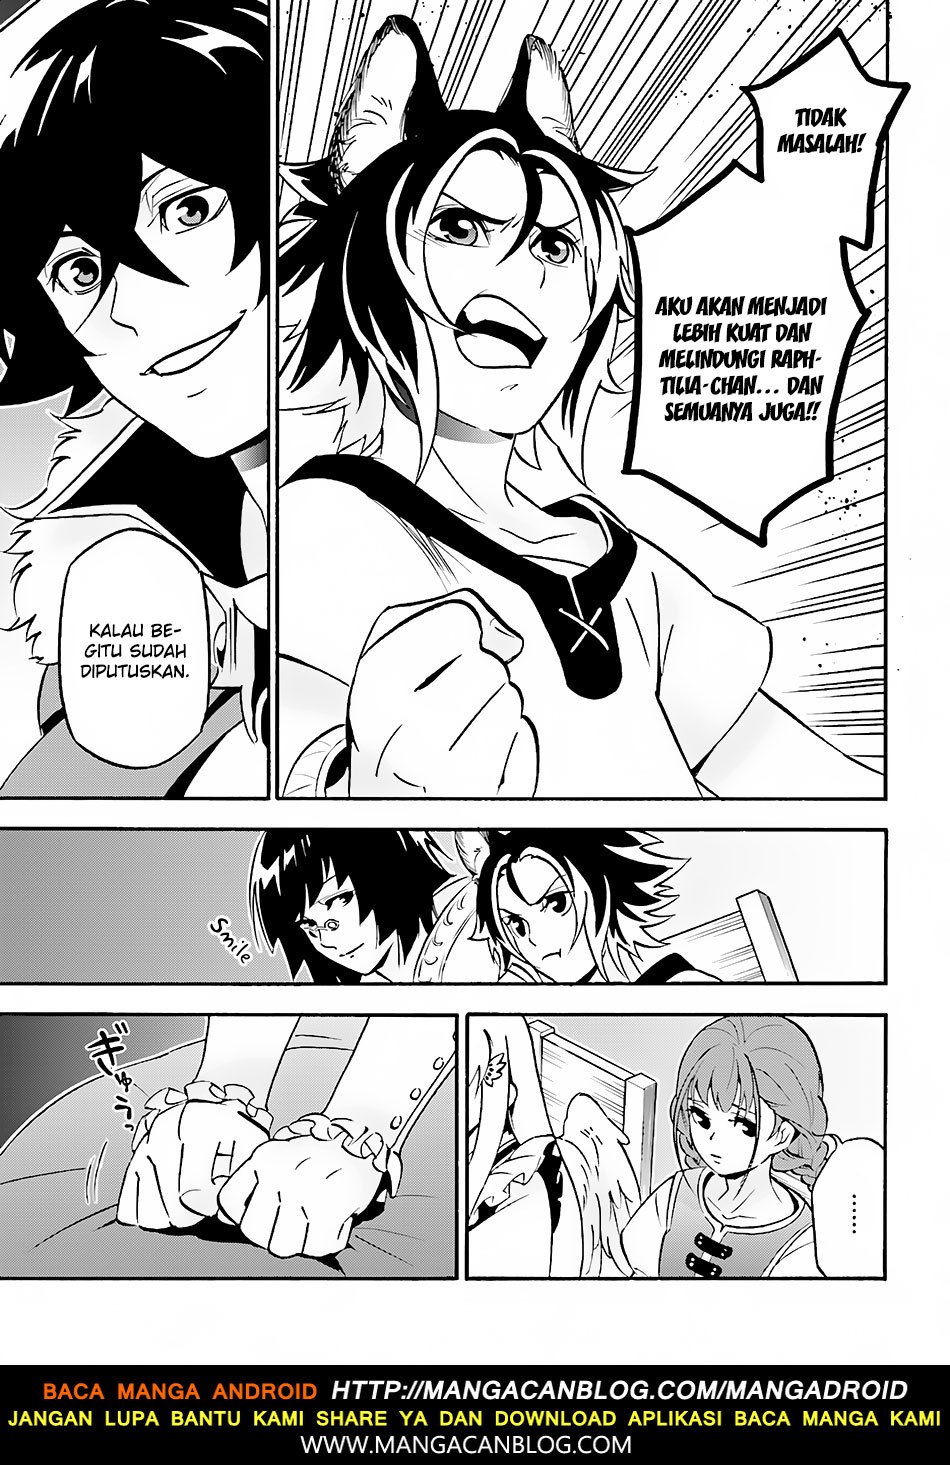 TIDAK
MASALAH!
AKU AKAN MENJADI
LEBIH KUAT DAN
MELINDUNGI RAPH-
TILIA-CHAN... DAN
SEMUANYA JUGA!!
KALAU BE-
GITU SUDAH
DIPUTUSKAN.
Smile
......
ぎゅぅ
BACA MANGA ANDROID HTTP://MANGACANBLOG.COM/MANGADROID
JANGAN LUPA BANTU KAMI SHARE YA DAN DOWNLOAD APLIKASI BACA MANGA KAMI
WWW.MANGACANBLOG.COM